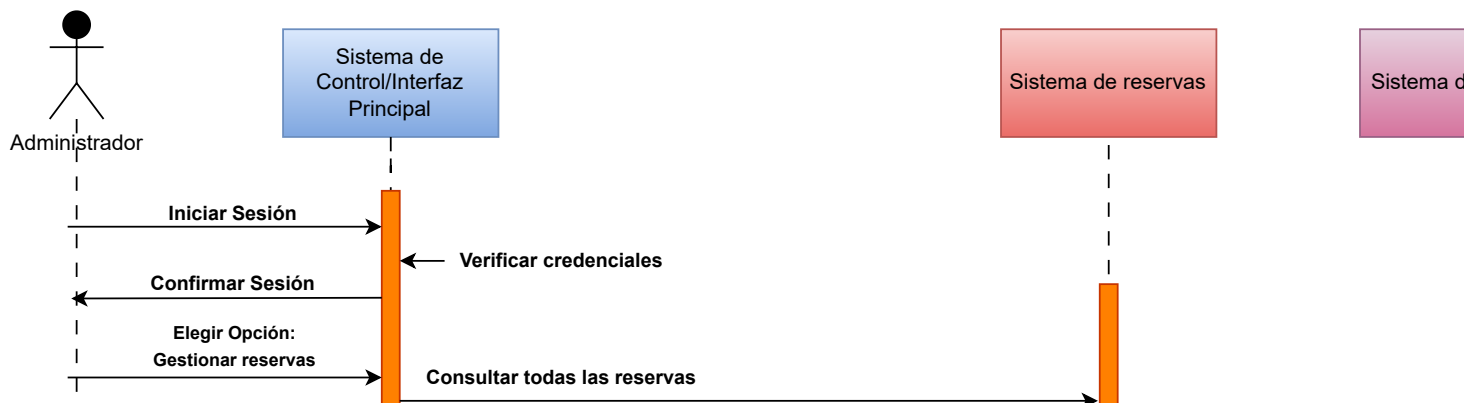 Sistema de
Control/Interfaz
Principal
Sistema de reservas
Sistema d
Administrador
Iniciar Sesión
Verificar credenciales
Confirmar Sesión
Elegir Opción:
Gestionar reservas
Consultar todas las reservas